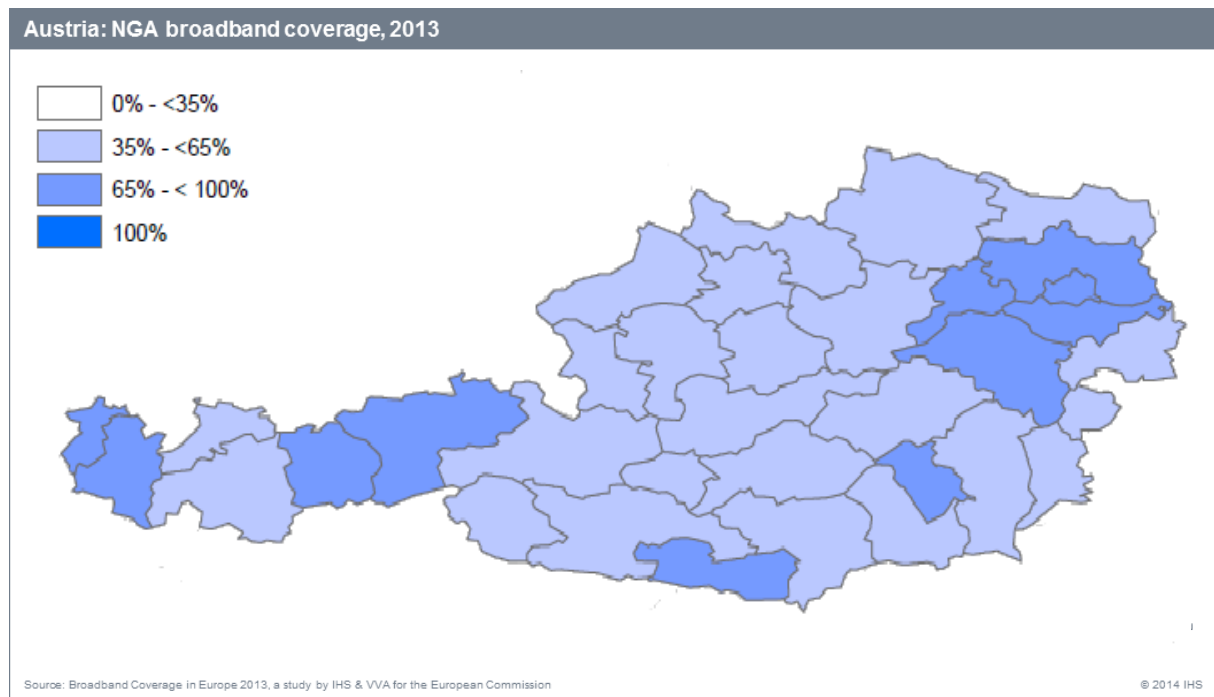 Austria: NGA broadband coverage, 2013
0% - <35%
35% - <65%
65% - < 100%
100%
Source: Broadband Coverage in Europe 2013, a study by IHS & VVA for the European Commission
© 2014 IHS